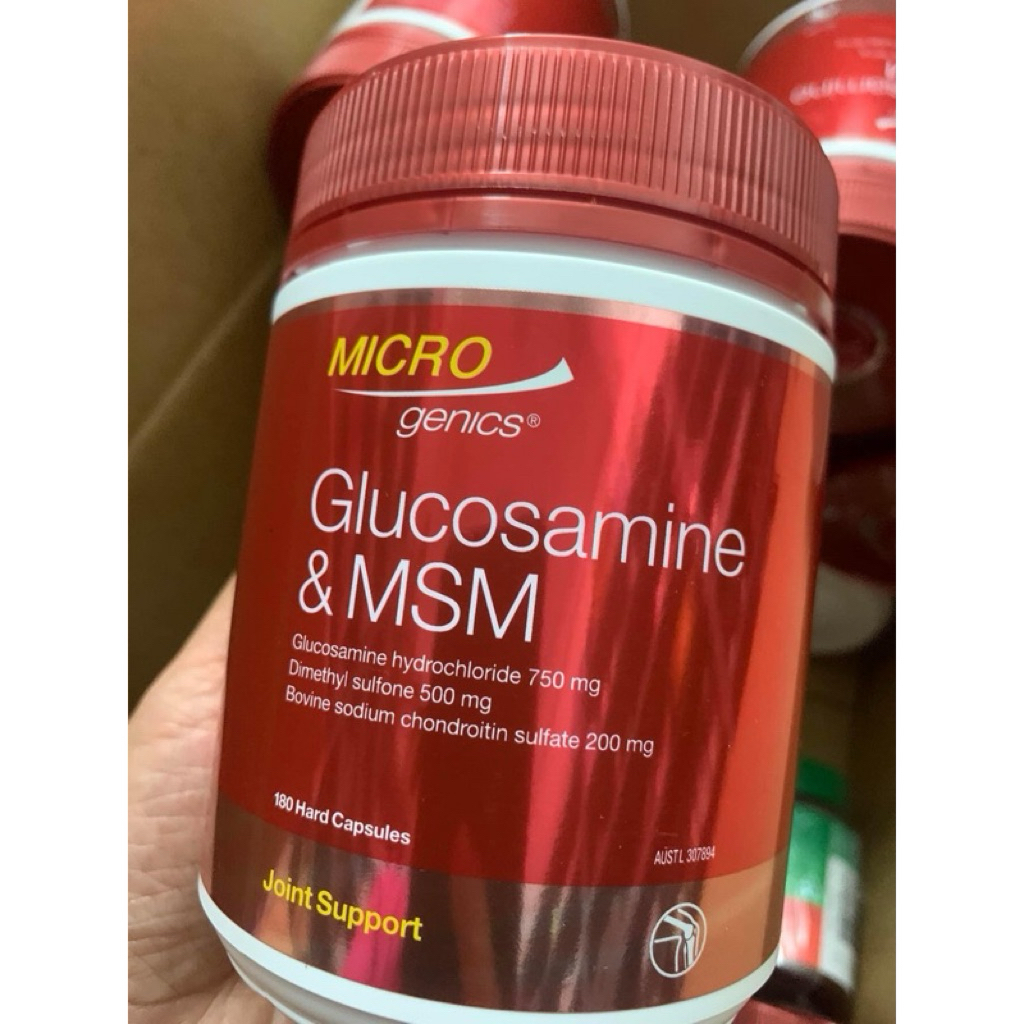 MICRO
genics®
Glucosamine
& MSM
Glucosamine hydrochloride 750 mg
Dimethyl sulfone 500 mg
Bovine sodium chondroitin sulfate 200 mg
180 Hard Capsules
AUST L 307894
Joint Support